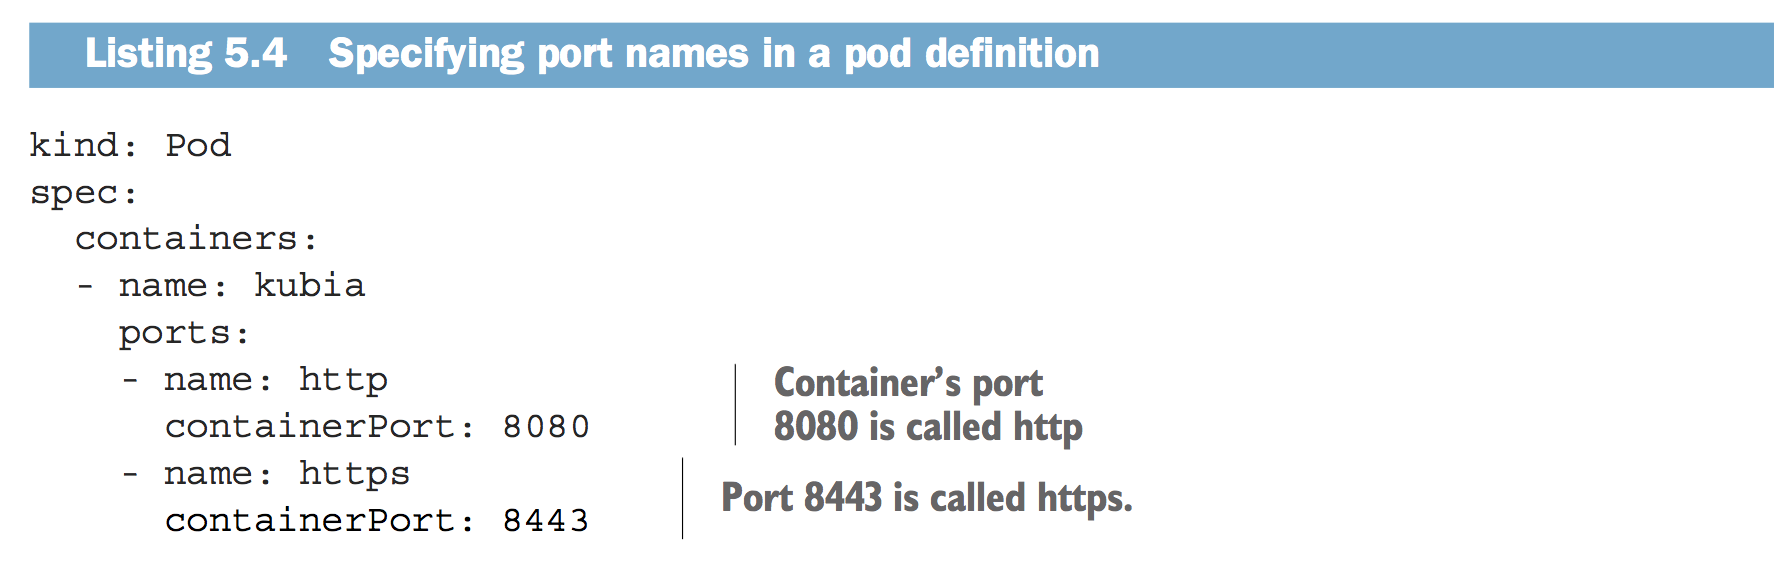 Listing 5.4 Specifying port names in a pod definition
kind: Pod
spec:
  containers:
  - name: kubia
    ports:
    - name: http
      containerPort: 8080
    - name: https
      containerPort: 8443
Container’s port
8080 is called http
Port 8443 is called https.